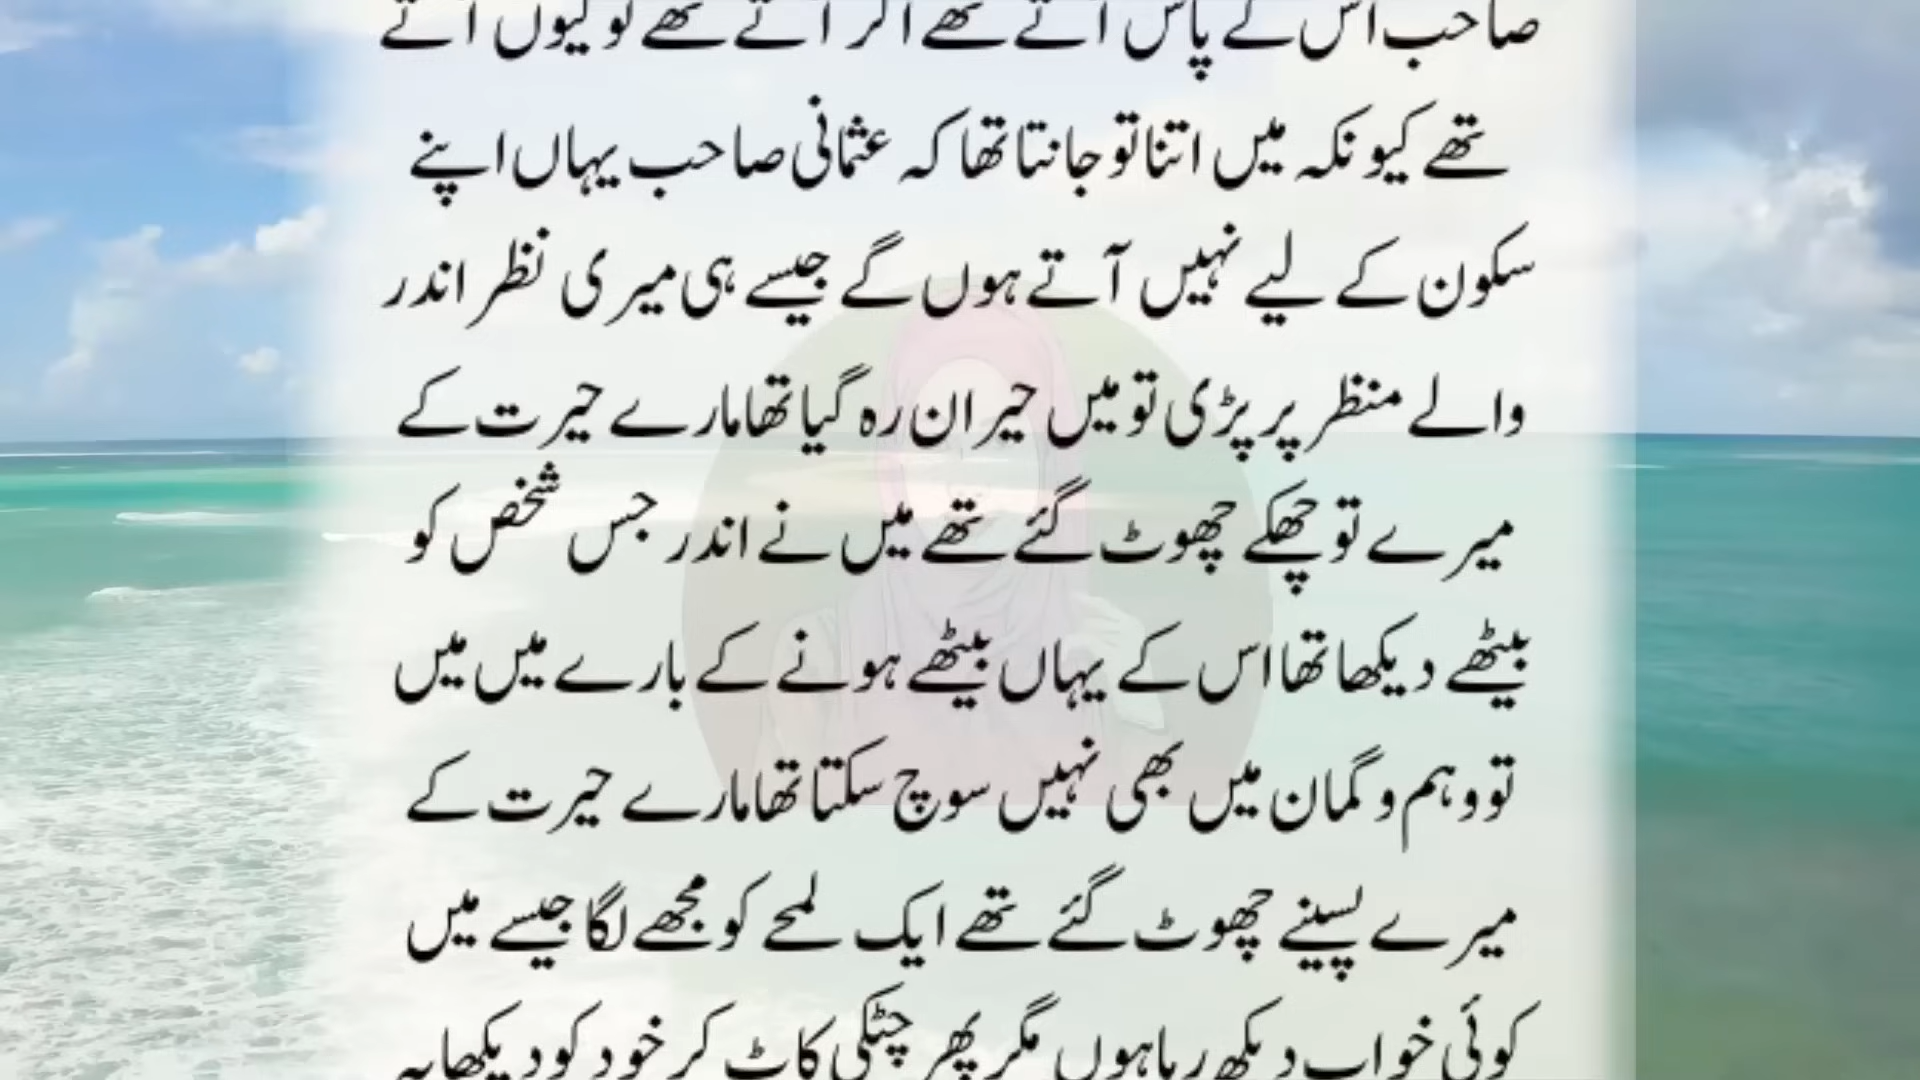 صاحب اس کے پاس آتے تھے اگر آتے تھے تو کیوں آتے
تھے کیونکہ میں اتنا تو جانتا تھا کہ عثمانی صاحب یہاں اپنے
سکون کے لیے نہیں آتے ہوں گے جیسے ہی میری نظر اندر
والے منظر پر پڑی تو میں حیران رہ گیا تھا مارے حیرت کے
میرے تو چھکے چھوٹ گئے تھے میں نے اندر جس شخص کو
بیٹھے دیکھا تھا اس کے یہاں بیٹھے ہونے کے بارے میں میں
تو وہم و گمان میں بھی نہیں سوچ سکتا تھا مارے حیرت کے
میرے پسینے چھوٹ گئے تھے ایک لمحے کو مجھے لگا جیسے میں
کوئی خواب دیکھ رہا ہوں مگر پھر چٹکی کاٹ کر خود کو دیکھا یہ